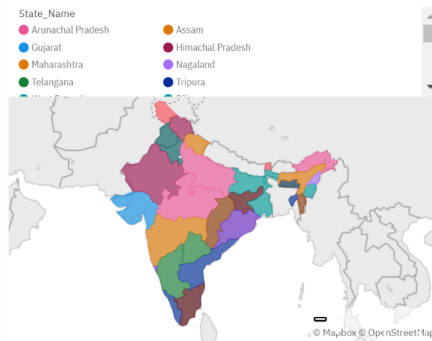 State_Name
Arunachal Pradesh Assam
Gujarat Himachal Pradesh
Maharashtra Nagaland
Telangana Tripura
© Mapbox © OpenStreetMap